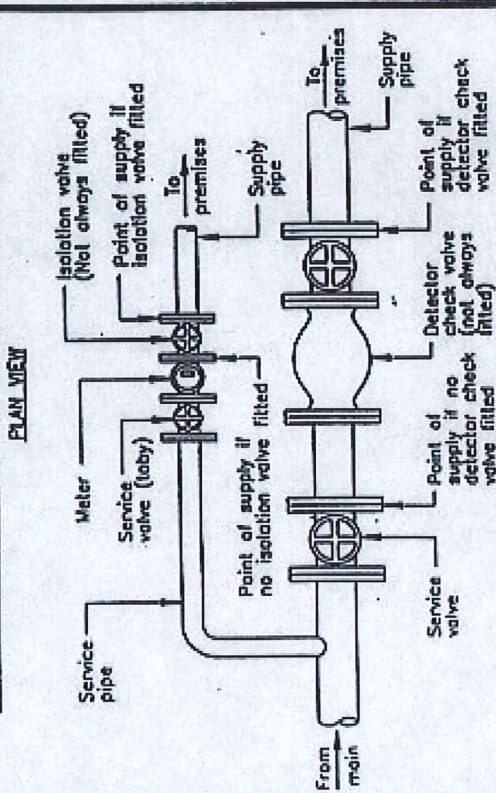 PLAN VIEW
Isolation valve
(Not always fitted)
Point of supply if
isolation valve fitted
Meter
Service
valve (toby)
To
premises
Supply
pipe
Service
pipe
Point of supply if
no isolation valve fitted
To
premises
Supply
pipe
From
main
Service
valve
Point of
supply if no
detector check
valve fitted
Detector
check valve
(not always
fitted)
Point of
supply if
detector check
valve fitted